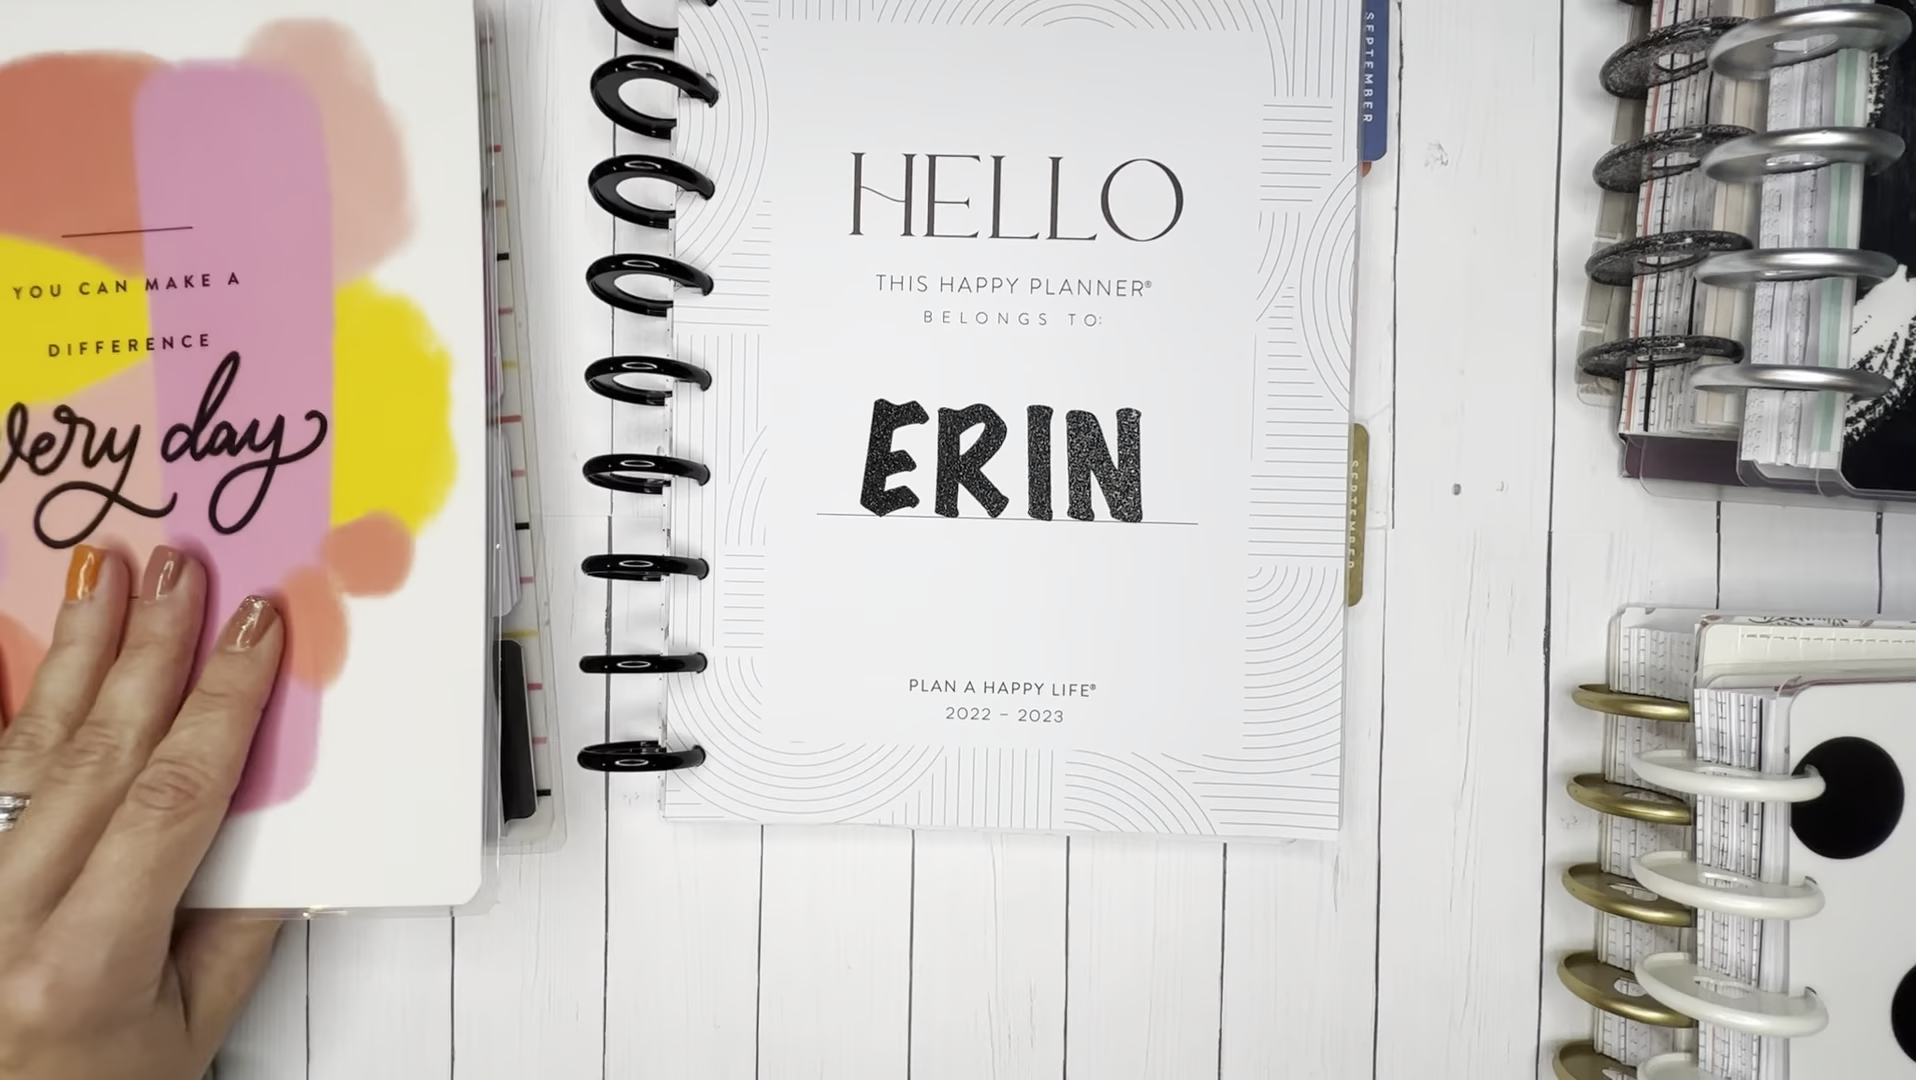 YOU CAN MAKE A
DIFFERENCE
day
HELLO
THIS HAPPY PLANNER®
BELONGS TO:
ERIN
PLAN A HAPPY LIFE®
2022 – 2023
SEPTEMBER
SEPTEMBER